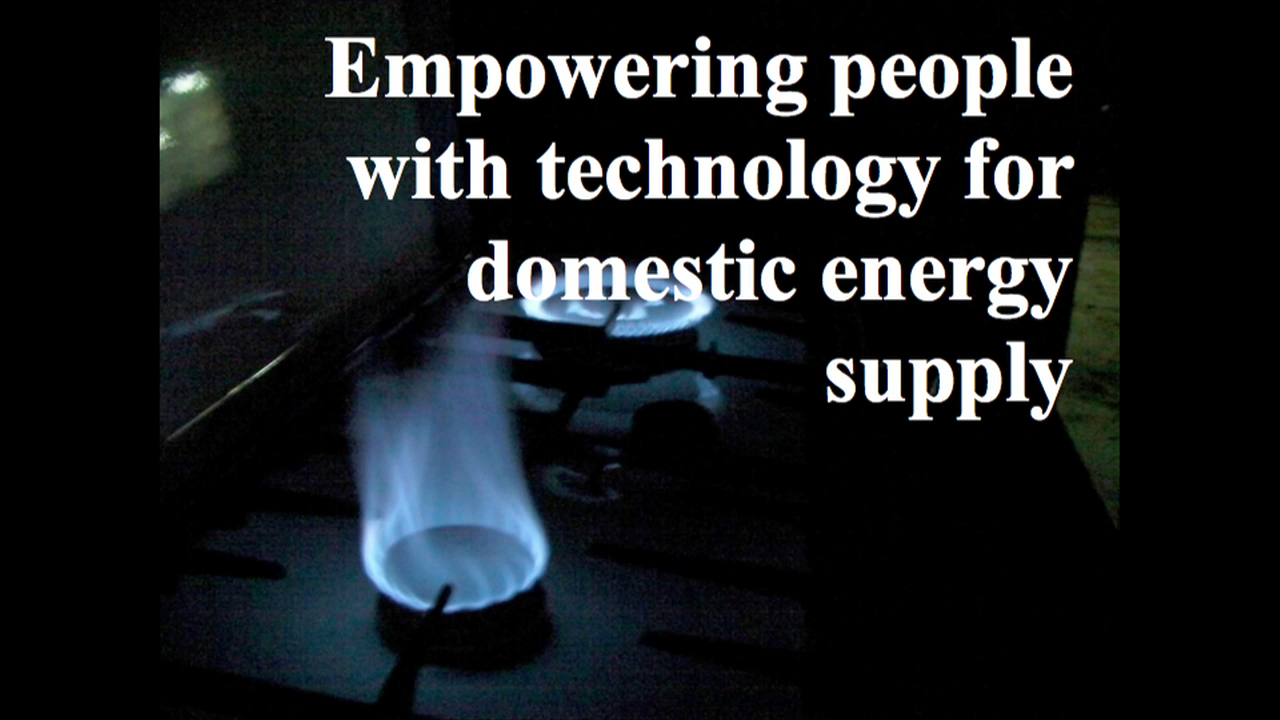 Empowering people
with technology for
domestic energy
supply